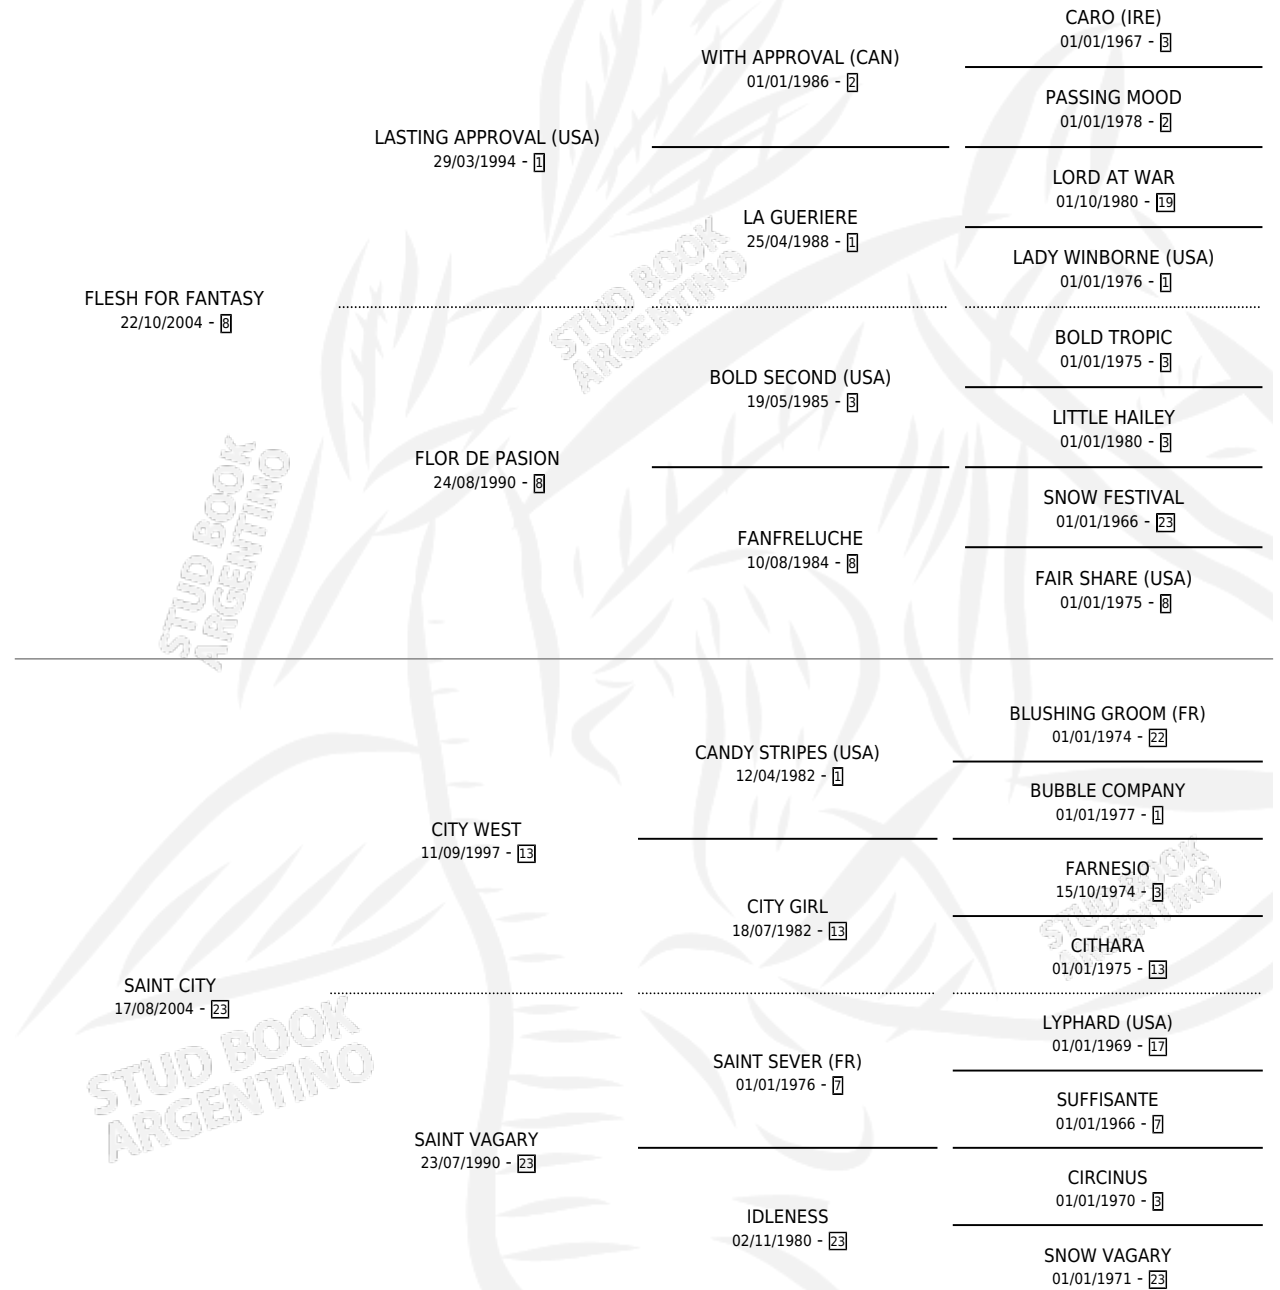 CARO (IRE)
01/01/1967 - 3
WITH APPROVAL (CAN)
01/01/1986 - 2
PASSING MOOD
01/01/1978 - 2
LASTING APPROVAL (USA)
29/03/1994 - 1
LORD AT WAR
01/10/1980 - 19
LA GUERIERE
25/04/1988 - 1
LADY WINBORNE (USA)
01/01/1976 - 1
FLESH FOR FANTASY
22/10/2004 - 8
BOLD TROPIC
01/01/1975 - 3
BOLD SECOND (USA)
19/05/1985 - 3
LITTLE HAILEY
01/01/1980 - 3
FLOR DE PASION
24/08/1990 - 8
SNOW FESTIVAL
01/01/1966 - 23
FANFRELUCHE
10/08/1984 - 8
FAIR SHARE (USA)
01/01/1975 - 8
BLUSHING GROOM (FR)
01/01/1974 - 22
CANDY STRIPES (USA)
12/04/1982 - 1
BUBBLE COMPANY
01/01/1977 - 1
CITY WEST
11/09/1997 - 13
FARNESIO
15/10/1974 - 3
CITY GIRL
18/07/1982 - 13
CITHARA
01/01/1975 - 13
SAINT CITY
17/08/2004 - 23
LYPHARD (USA)
01/01/1969 - 17
SAINT SEVER (FR)
01/01/1976 - 7
SUFFISANTE
01/01/1966 - 7
SAINT VAGARY
23/07/1990 - 23
CIRCINUS
01/01/1970 - 3
IDLENESS
02/11/1980 - 23
SNOW VAGARY
01/01/1971 - 23
STUD BOOK
ARGENTINO
STUD BOOK
ARGENTINO
STUD BOOK
ARGENTINO
STUD BOOK
ARGENTINO